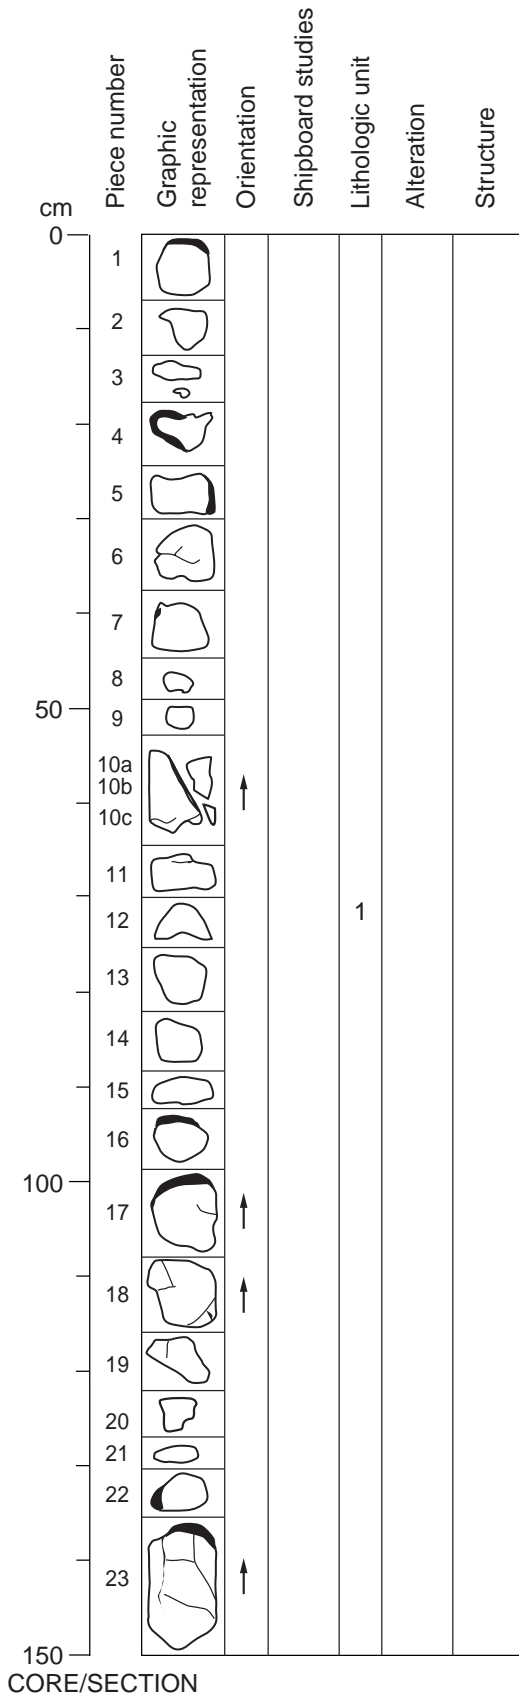 cm
Piece number
Graphic
representation
Orientation
Shipboard studies
Lithologic unit
Alteration
Structure
0
1
2
3
4
5
6
7
8
50
9
10a
10b
10c
11
1
12
13
14
15
16
100
17
18
19
20
21
22
23
150
CORE/SECTION